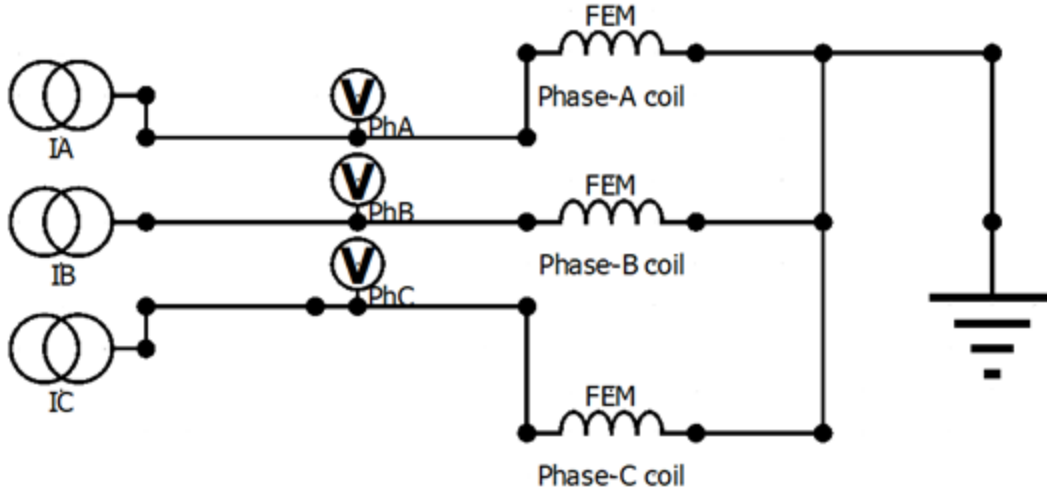 FEM
Phase-A coil
IA
V
PhA
V
PhB
FEM
Phase-B coil
IB
V
PhC
IC
FEM
Phase-C coil